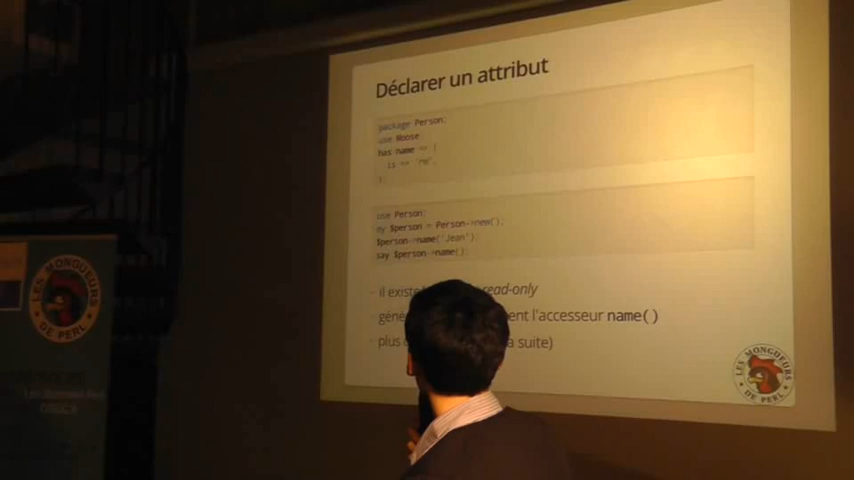 Déclarer un attribut
package Person;
use Moose
has name => (
is => 'rw',
);
use Person;
my $person = Person->new();
$person->name('Jean');
say $person->name();
- il existe read-only
- géné ent l'accesseur name()
- plus suite)
LES MONGUEURS
DE PERL
LES MONGUEURS
DE PERL